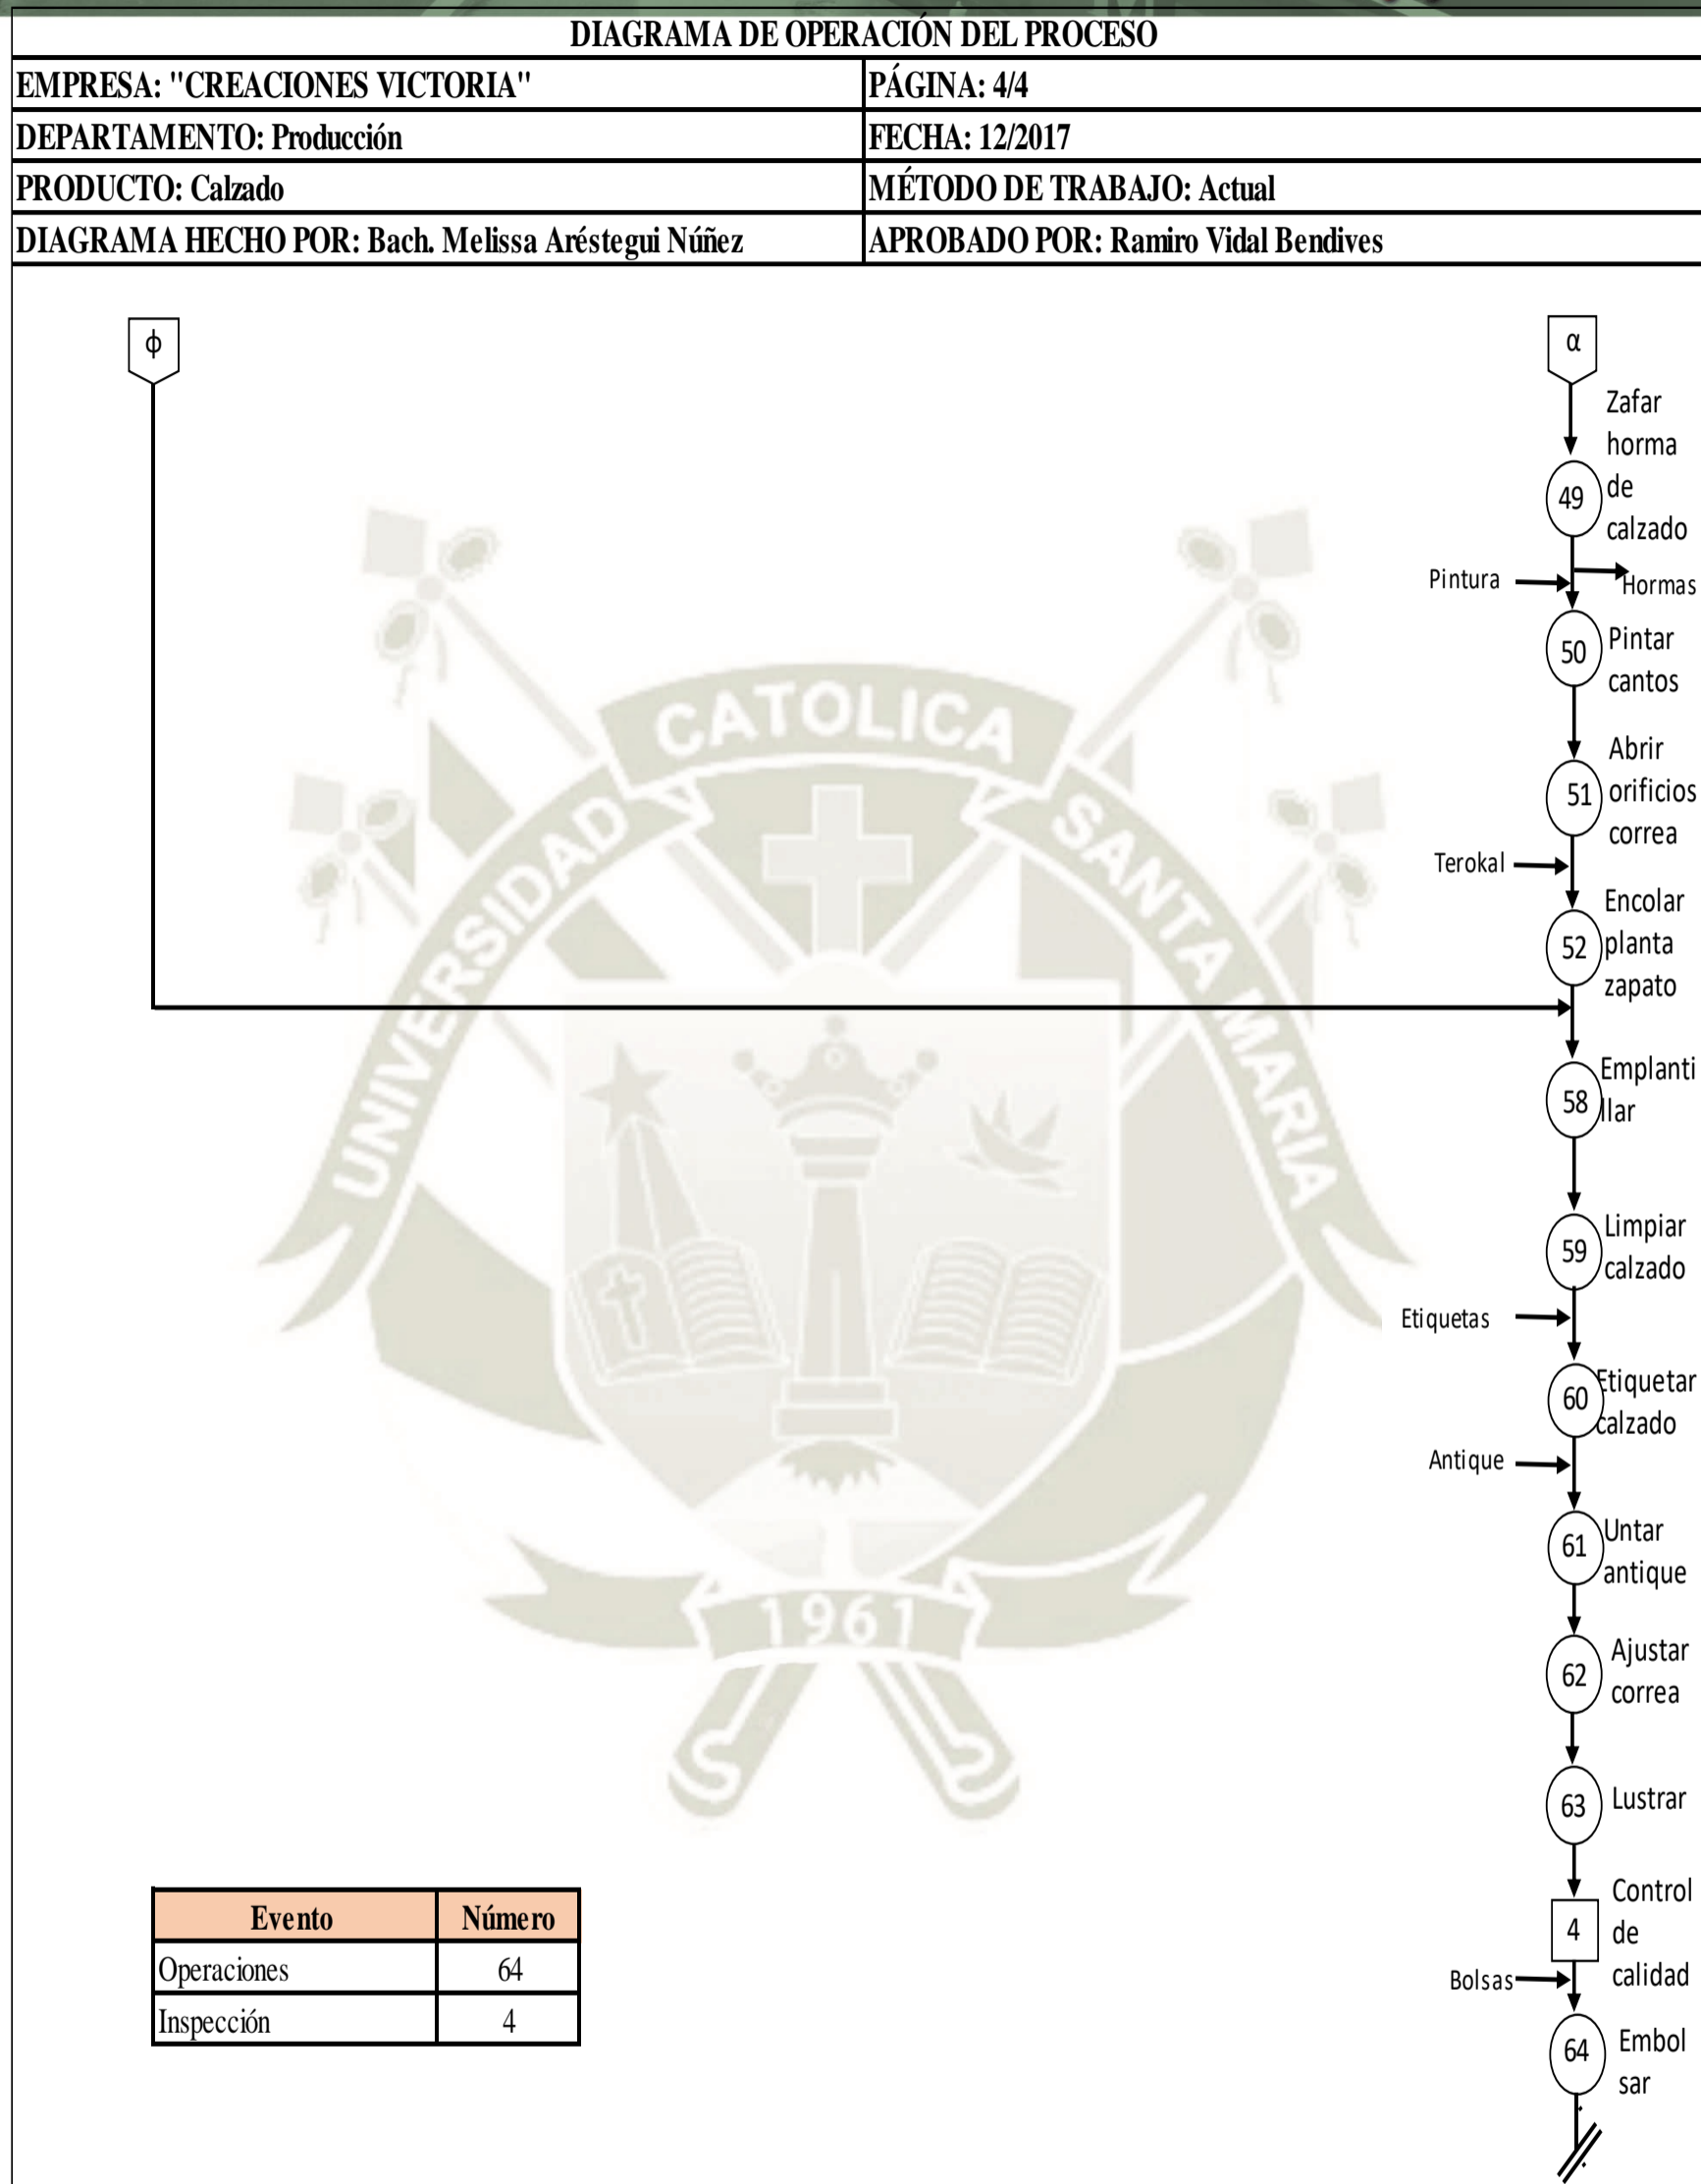 DIAGRAMA DE OPERACIÓN DEL PROCESO
EMPRESA: "CREACIONES VICTORIA"
PÁGINA: 4/4
DEPARTAMENTO: Producción
FECHA: 12/2017
PRODUCTO: Calzado
MÉTODO DE TRABAJO: Actual
DIAGRAMA HECHO POR: Bach. Melissa Aréstegui Núñez
APROBADO POR: Ramiro Vidal Bendives
ф
α
Zafar
horma
de
calzado
49
Pintura
Hormas
50
Pintar
cantos
Abrir
orificios
correa
51
Terokal
Encolar
planta
zapato
52
Emplanti
llar
58
Limpiar
calzado
59
Etiquetas
Etiquetar
calzado
60
Antique
Untar
antique
61
Ajustar
correa
62
63
Lustrar
Control
de
calidad
4
Bolsas
64
Embol
sar
Evento Número
Operaciones 64
Inspección 4
UNIVERSIDAD
CATOLICA
SANTA MARIA
1961